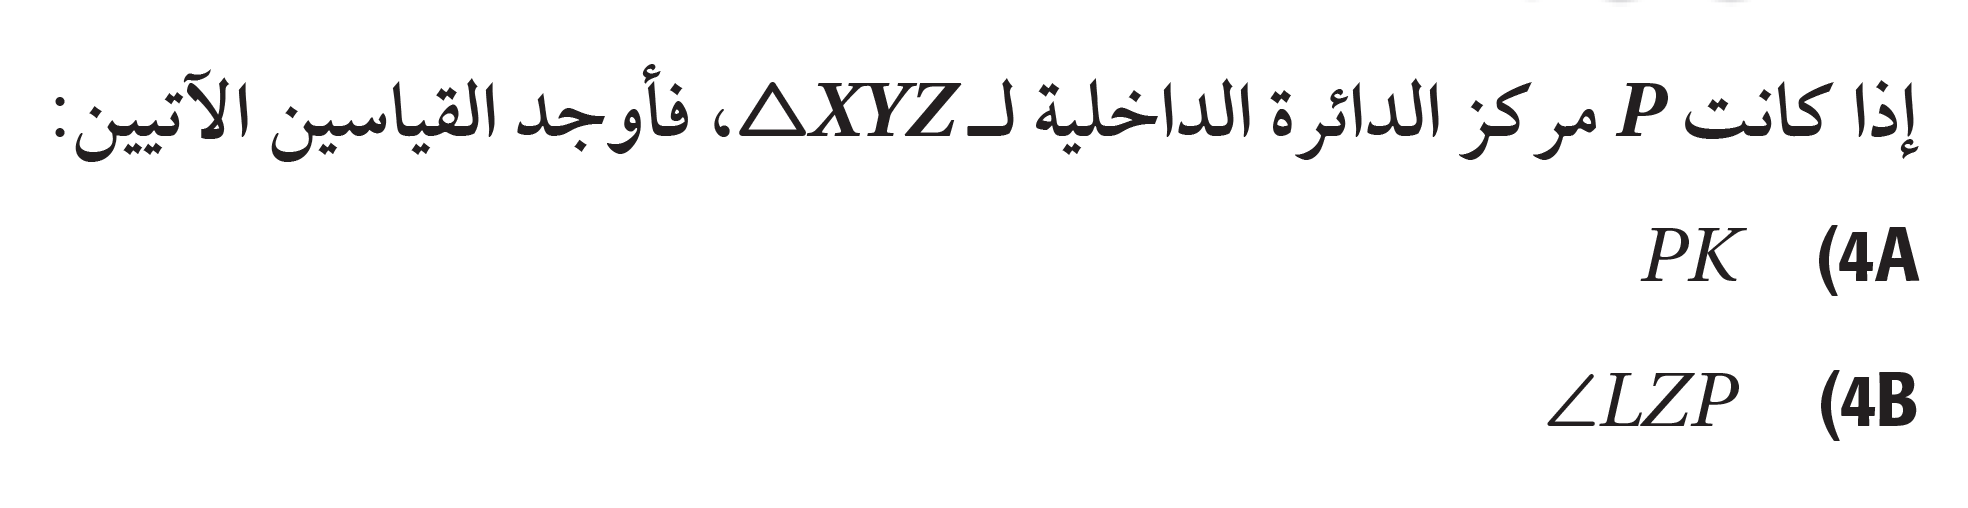 إذا كانت P مركز الدائرة الداخلية لـ △XYZ، فأوجد القياسين الآتيين:
(4A PK
(4B ∠LZP